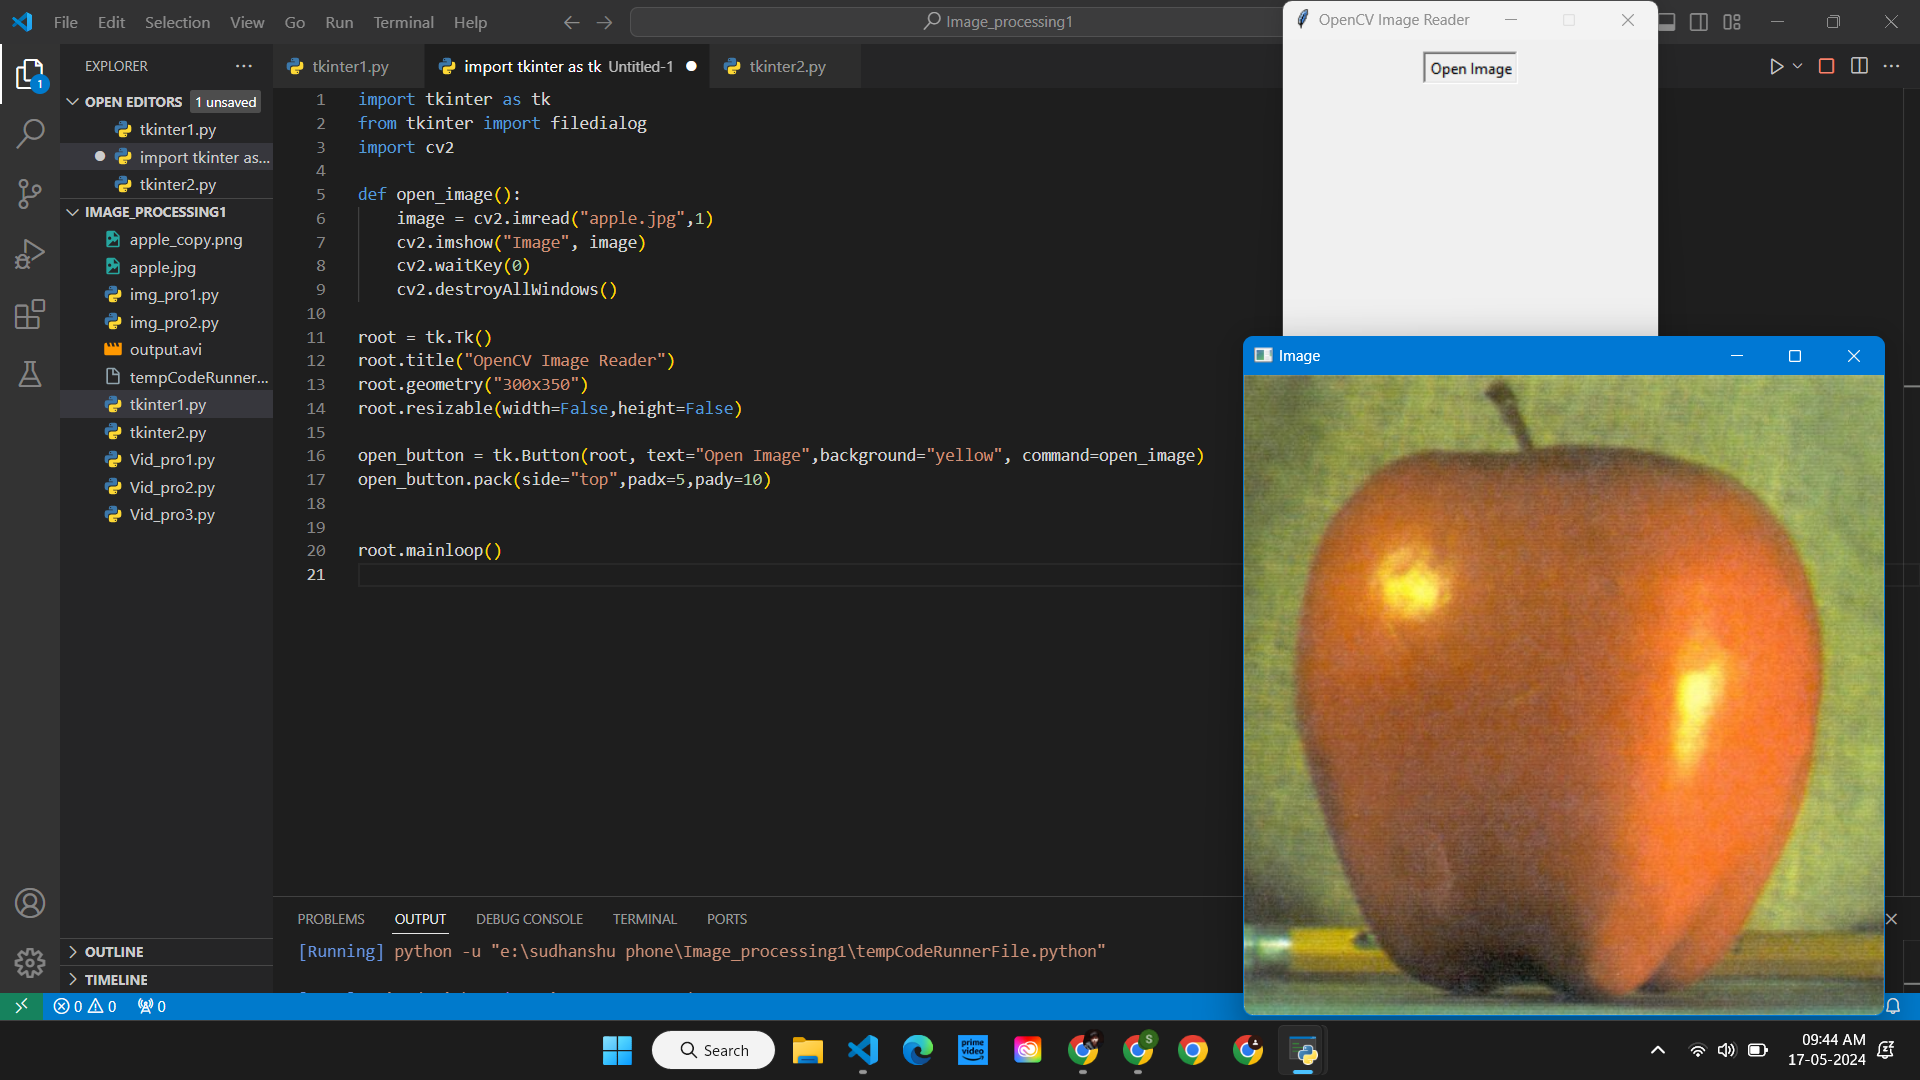 File Edit Selection View Go Run Terminal Help
Image_processing1
OpenCV Image Reader
Open Image
EXPLORER
OPEN EDITORS 1 unsaved
tkinter1.py
import tkinter as...
tkinter2.py
IMAGE_PROCESSING1
apple_copy.png
apple.jpg
img_pro1.py
img_pro2.py
output.avi
tempCodeRunner...
tkinter1.py
tkinter2.py
Vid_pro1.py
Vid_pro2.py
Vid_pro3.py
OUTLINE
TIMELINE
tkinter1.py
import tkinter as tk Untitled-1
tkinter2.py
1 import tkinter as tk
2 from tkinter import filedialog
3 import cv2
4
5 def open_image():
6 image = cv2.imread("apple.jpg",1)
7 cv2.imshow("Image", image)
8 cv2.waitKey(0)
9 cv2.destroyAllWindows()
10
11 root = tk.Tk()
12 root.title("OpenCV Image Reader")
13 root.geometry("300x350")
14 root.resizable(width=False,height=False)
15
16 open_button = tk.Button(root, text="Open Image",background="yellow", command=open_image)
17 open_button.pack(side="top",padx=5,pady=10)
18
19
20 root.mainloop()
21
Image
PROBLEMS OUTPUT DEBUG CONSOLE TERMINAL PORTS
[Running] python -u "e:\sudhanshu phone\Image_processing1\tempCodeRunnerFile.python"
0 0 0
Search
prime video
S
09:44 AM
17-05-2024
1